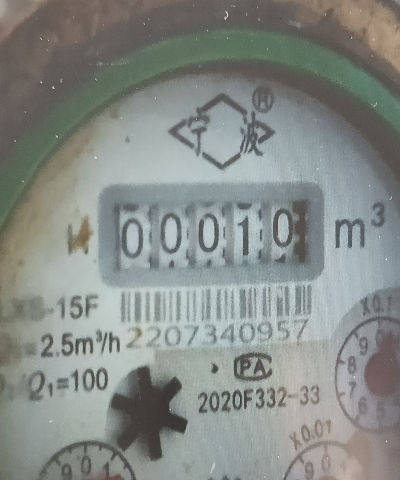 宁波®
00010 m³
-15F
2207340957
=2.5m³/h
Q₁=100
PA
2020F332-33
X0.1
X0.01
9 0
8
7
6 5
9 0 1
9 0